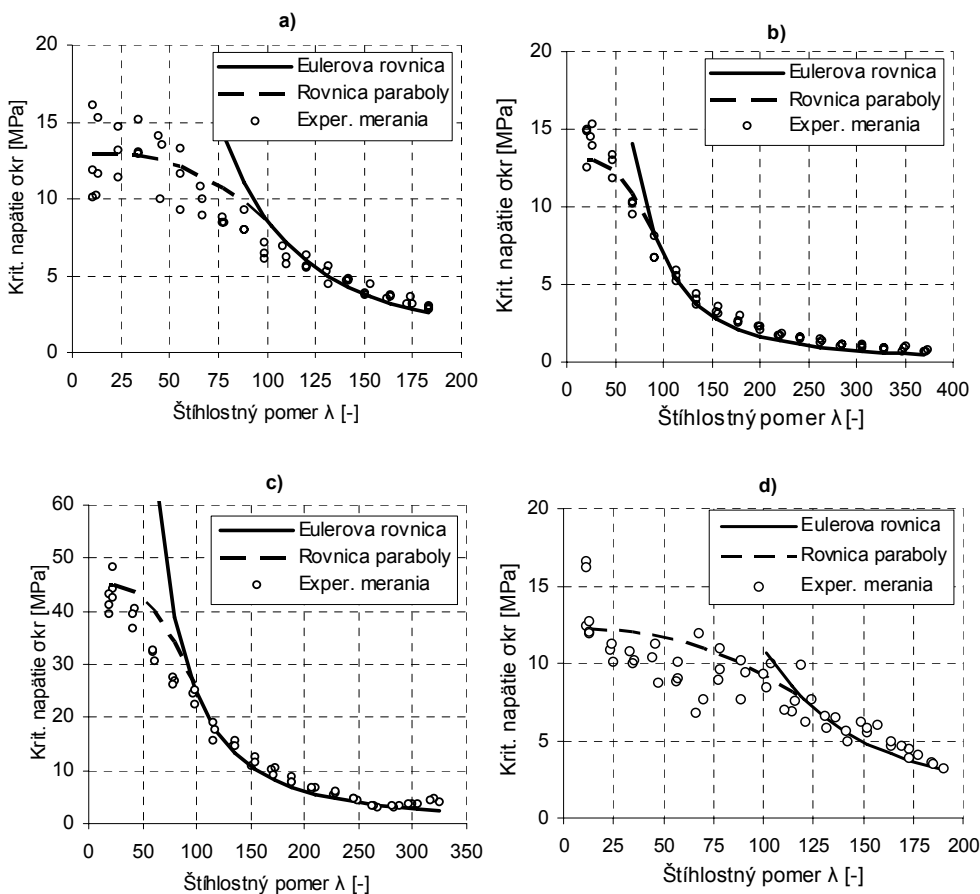 a)
Krit. napätie σkr [MPa]
20
15
10
5
0
Eulerova rovnica
Rovnica paraboly
Exper. merania
0 25 50 75 100 125 150 175 200
Štíhlostný pomer λ [-]
b)
Krit. napätie σkr [MPa]
20
15
10
5
0
Eulerova rovnica
Rovnica paraboly
Exper. merania
0 50 100 150 200 250 300 350 400
Štíhlostný pomer λ [-]
c)
Krit. napätie σkr [MPa]
60
50
40
30
20
10
0
Eulerova rovnica
Rovnica paraboly
Exper. merania
0 50 100 150 200 250 300 350
Štíhlostný pomer λ [-]
d)
Krit. napätie σkr [MPa]
20
15
10
5
0
Eulerova rovnica
Rovnica paraboly
Exper. merania
0 25 50 75 100 125 150 175 200
Štíhlostný pomer λ [-]